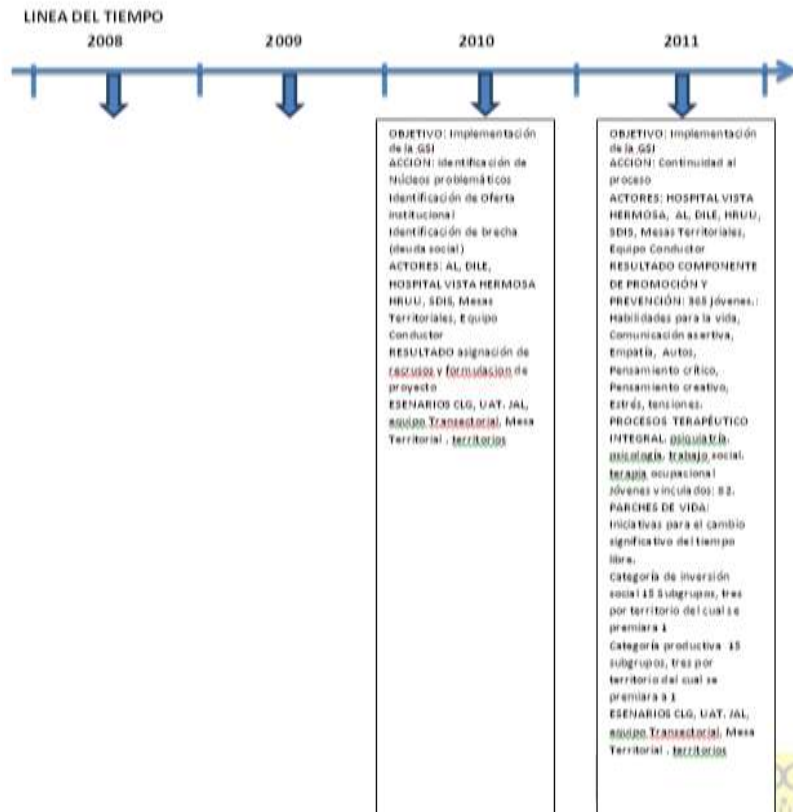 LINEA DEL TIEMPO
2008
2009
2010
2011
OBJETIVO: Implementación
de la GSI
ACCION: Identificación de
Núcleos problemáticos
Identificación de Oferta
institucional
Identificación de brecha
(deuda social)
ACTORES: AL, DILE,
HOSPITAL VISTA HERMOSA
HRUU, SDIS, Mesas
Territoriales, Equipo
Conductor
RESULTADO asignación de
recrusos y formulacion de
proyecto
ESENARIOS CLG, UAT. JAL,
equipo Transectorial, Mesa
Territorial , territorios
OBJETIVO: Implementación
de la GSI
ACCION: Continuidad al
proceso
ACTORES: HOSPITAL VISTA
HERMOSA, AL, DILE, HRUU,
SDIS, Mesas Territoriales,
Equipo Conductor
RESULTADO COMPONENTE
DE PROMOCIÓN Y
PREVENCIÓN: 365 jóvenes.:
Habilidades para la vida,
Comunicación asertiva,
Empatía, Autos,
Pensamiento crítico,
Pensamiento creativo,
Estrés, tensiones.
PROCESOS TERAPÉUTICO
INTEGRAL. psiquiatría.
psicología. trabajo social.
terapia ocupacional
Jóvenes vinculados: 82.
PARCHES DE VIDA:
Iniciativas para el cambio
significativo del tiempo
libre.
Categoría de inversión
social 15 Subgrupos, tres
por territorio del cual se
premiara 1
Categoría productiva 15
subgrupos, tres por
territorio del cual se
premiara a 1
ESENARIOS CLG, UAT. JAL,
equipo Transectorial, Mesa
Territorial . territorios